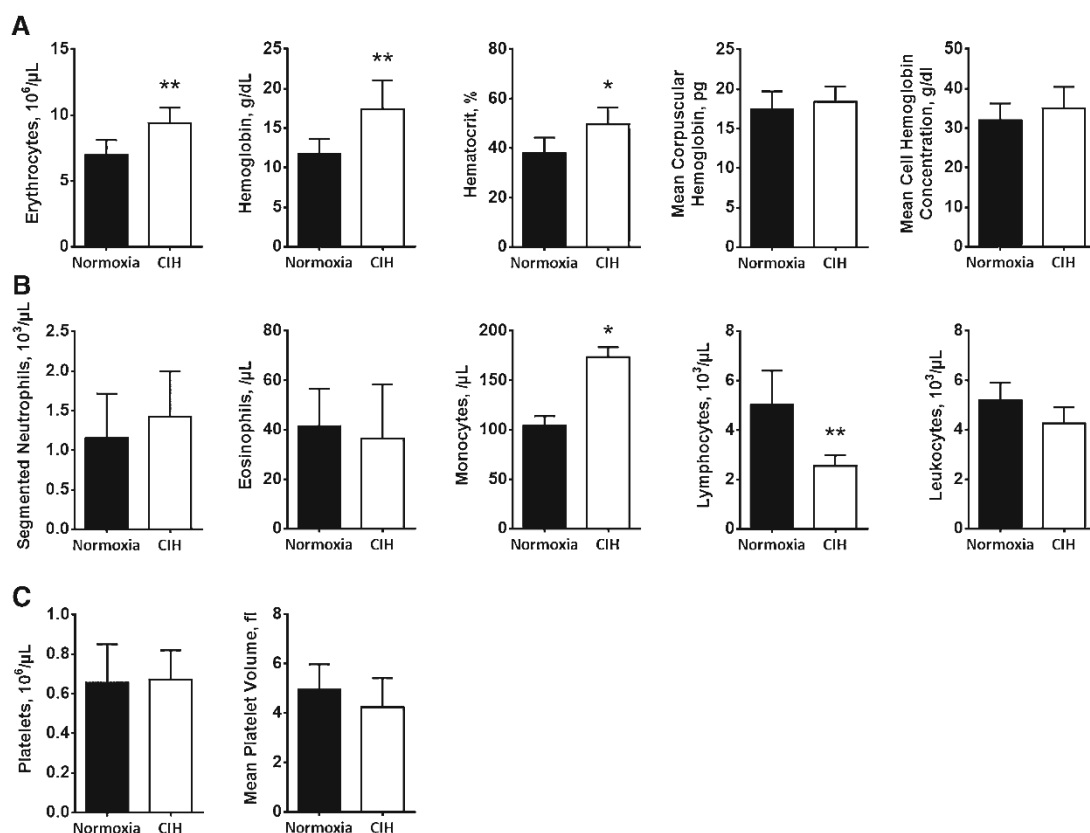 A
Erythrocytes, 10⁶/µL
15
10
5
0
**
Normoxia
CIH
Hemoglobin, g/dL
25
20
15
10
5
0
**
Normoxia
CIH
Hematocrit, %
80
60
40
20
0
*
Normoxia
CIH
Mean Corpuscular
Hemoglobin, pg
25
20
15
10
5
0
Normoxia
CIH
Mean Cell Hemoglobin
Concentration, g/dl
50
40
30
20
10
0
Normoxia
CIH
B
Segmented Neutrophils, 10³/µL
2.5
2.0
1.5
1.0
0.5
0.0
Normoxia
CIH
Eosinophils, /µL
80
60
40
20
0
Normoxia
CIH
Monocytes, /µL
200
150
100
50
0
*
Normoxia
CIH
Lymphocytes, 10³/µL
8
6
4
2
0
**
Normoxia
CIH
Leukocytes, 10³/µL
8
6
4
2
0
Normoxia
CIH
C
Platelets, 10⁶/µL
1.0
0.8
0.6
0.4
0.2
0.0
Normoxia
CIH
Mean Platelet Volume, fl
8
6
4
2
0
Normoxia
CIH